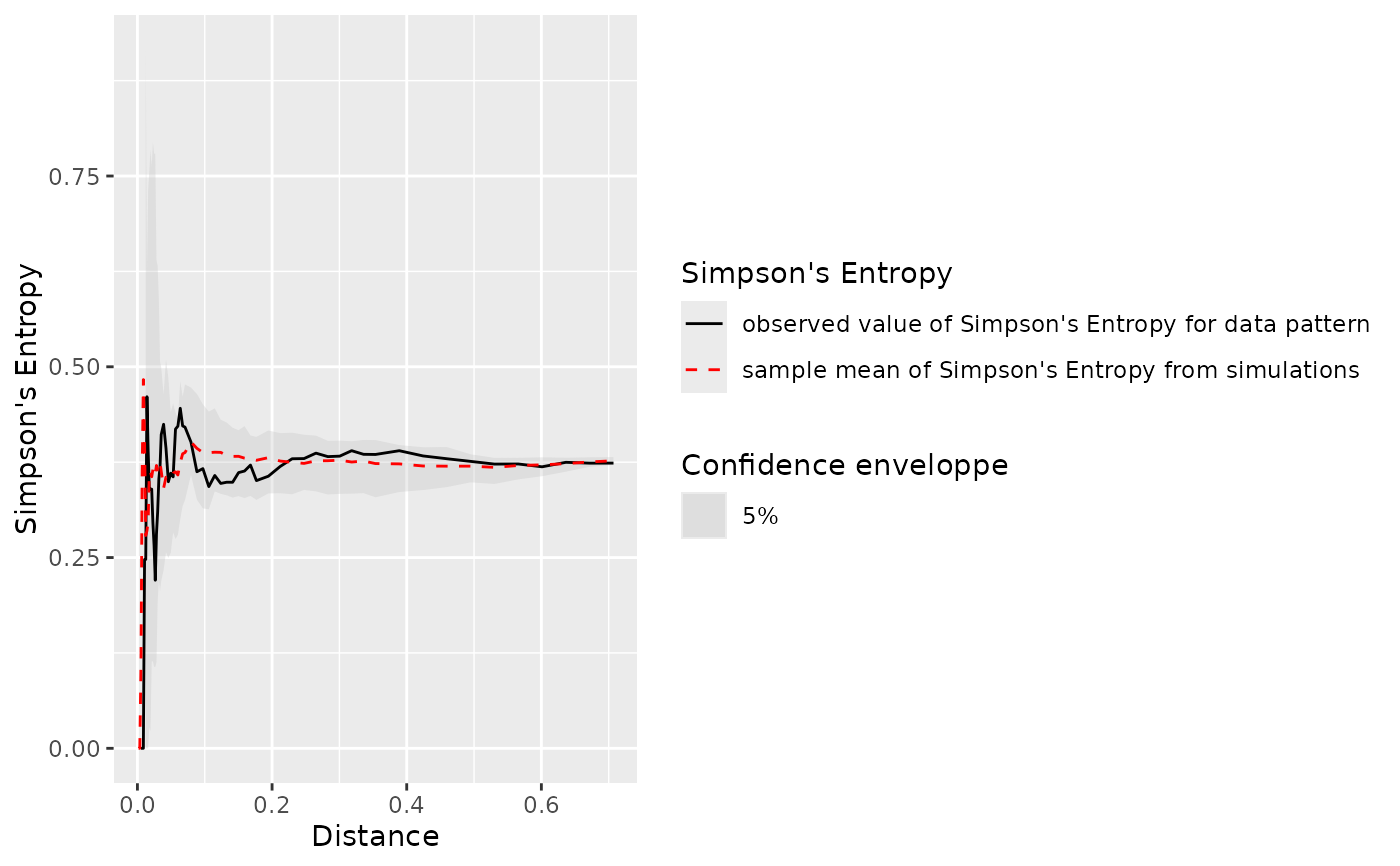 Simpson's Entropy
0.75
0.50
0.25
0.00
0.0 0.2 0.4 0.6
Distance
Simpson's Entropy
observed value of Simpson's Entropy for data pattern
sample mean of Simpson's Entropy from simulations
Confidence enveloppe
5%